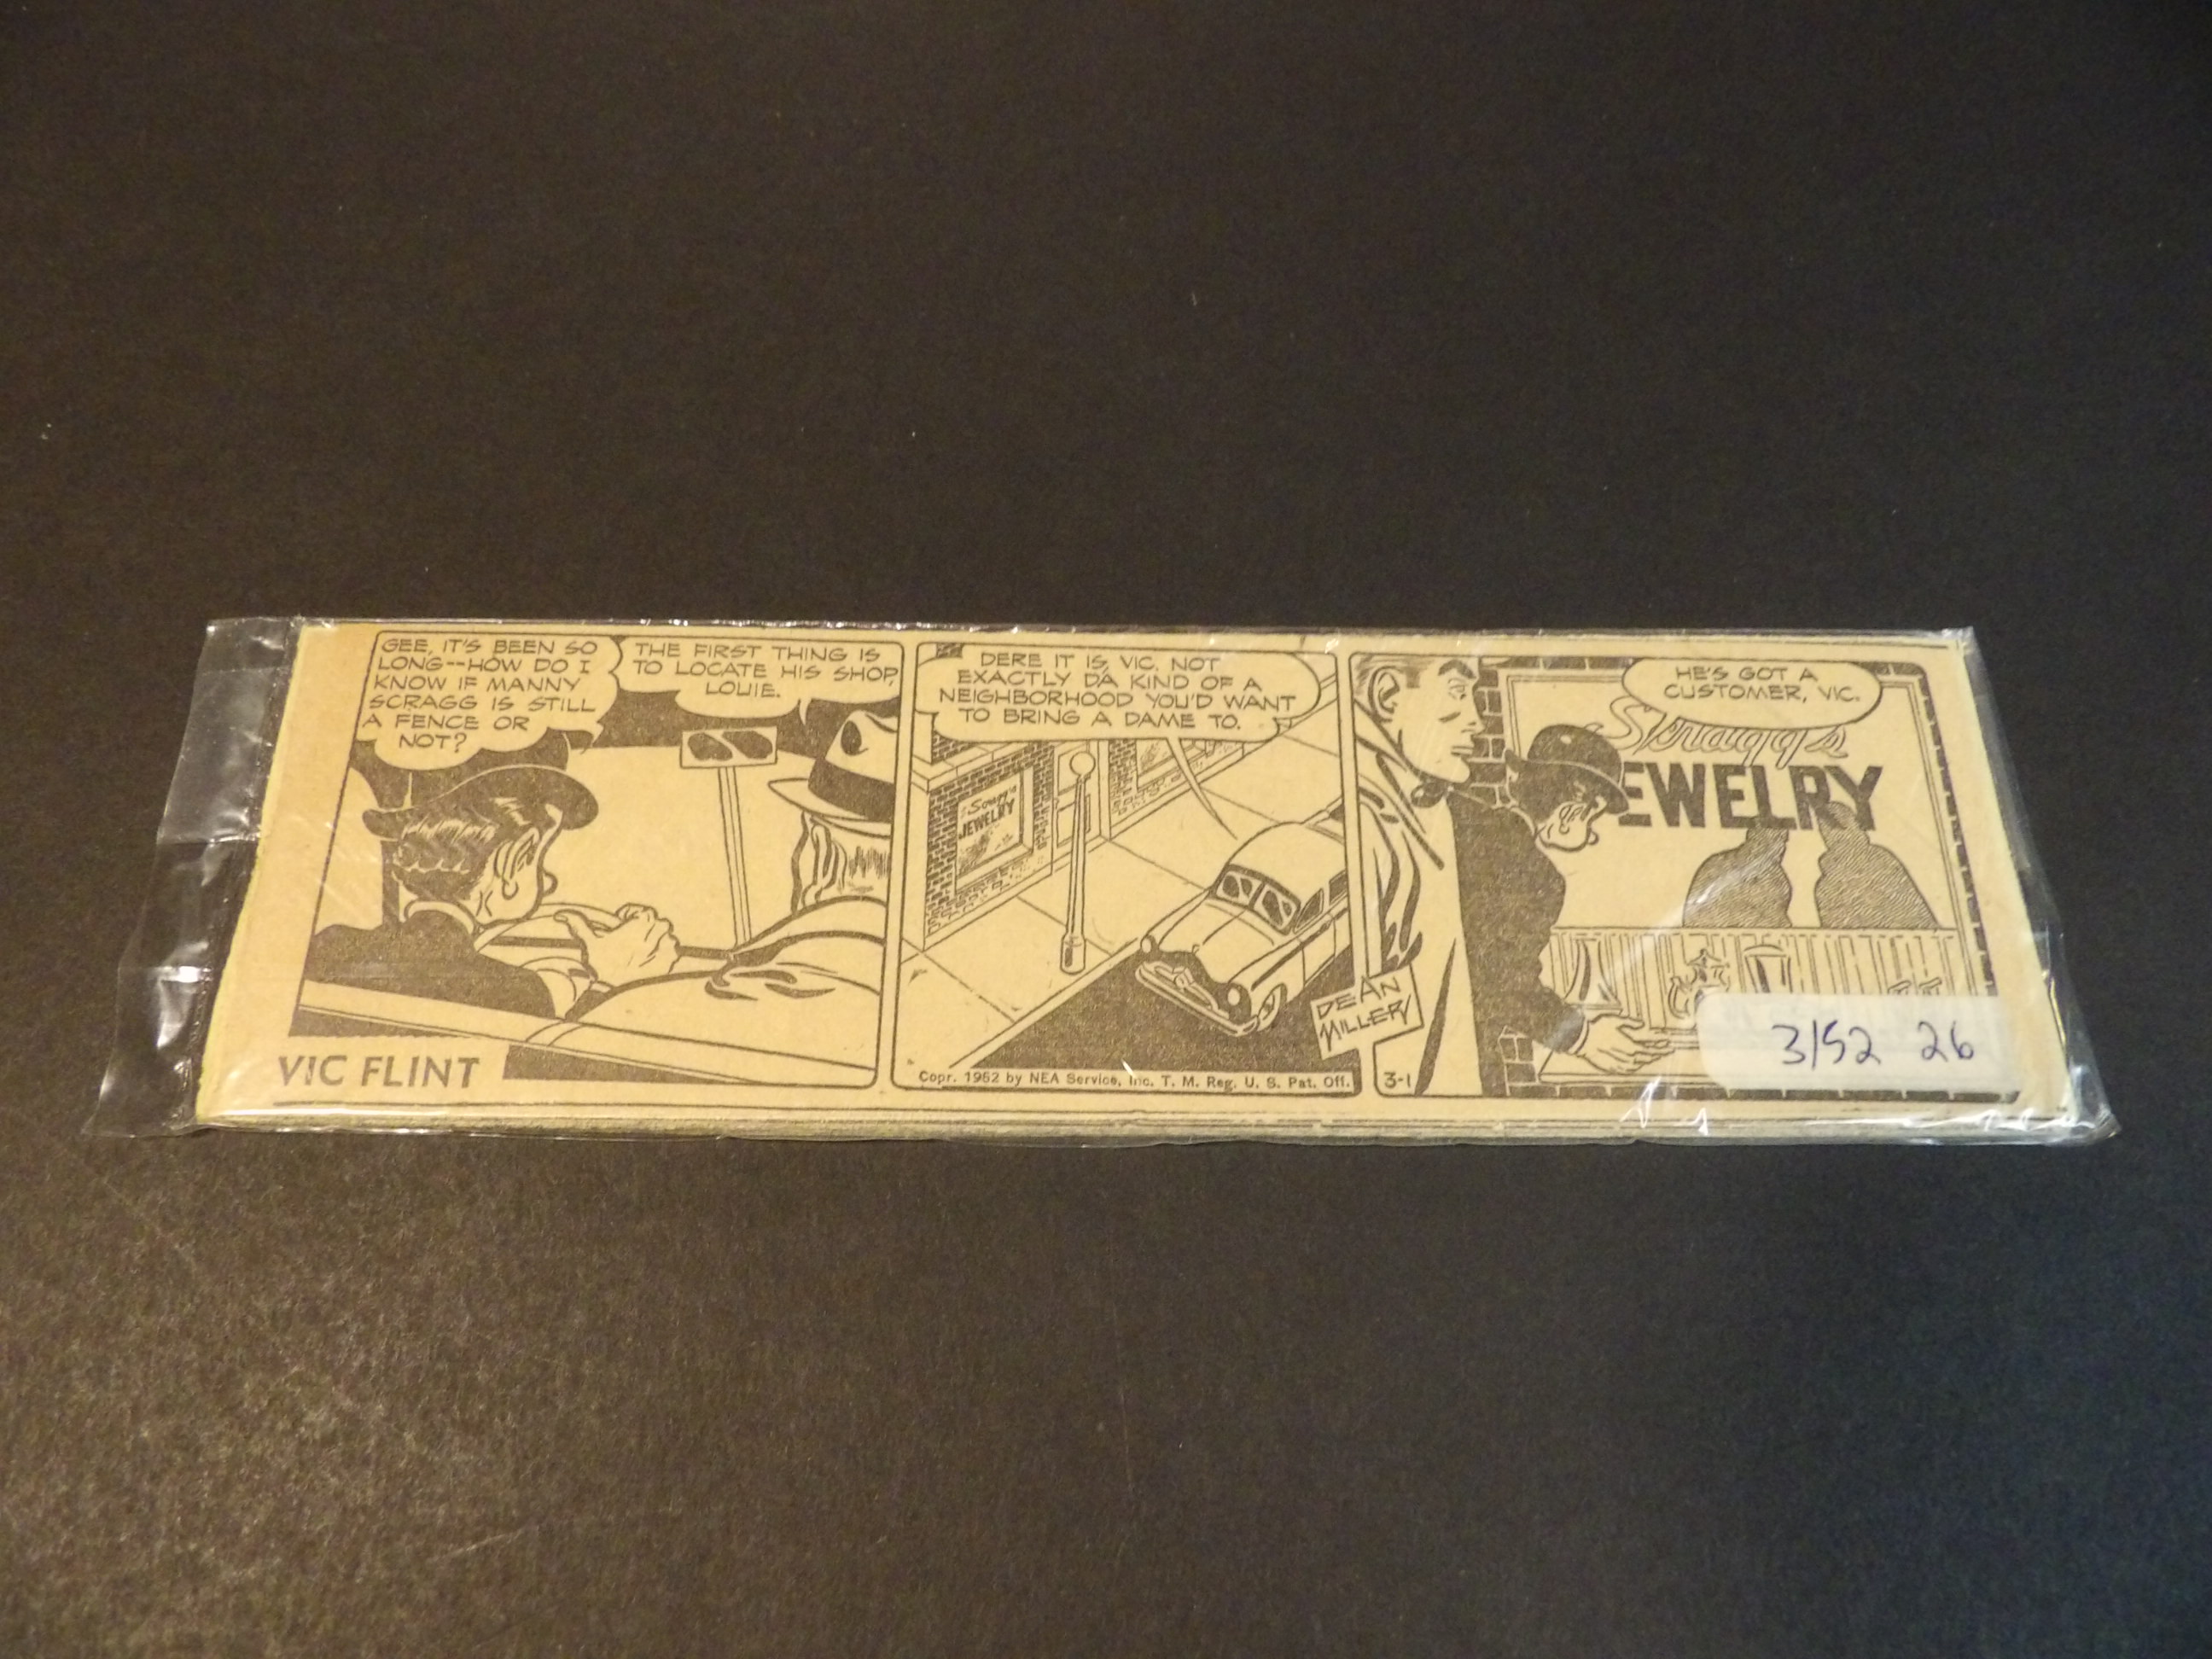 GEE, IT'S BEEN SO
LONG--HOW DO I
KNOW IF MANNY
SCRAGG IS STILL
A FENCE OR
NOT?
THE FIRST THING IS
TO LOCATE HIS SHOP,
LOUIE.
VIC FLINT
DERE IT IS, VIC. NOT
EXACTLY DA KIND OF A
NEIGHBORHOOD YOU'D WANT
TO BRING A DAME TO.
JEWELRY
Copr. 1952 by NEA Service, Inc. T. M. Reg. U. S. Pat. Off.
DEAN
MILLER
HE'S GOT A
CUSTOMER, VIC.
Scragg's
EWELRY
3-1
3/52 26